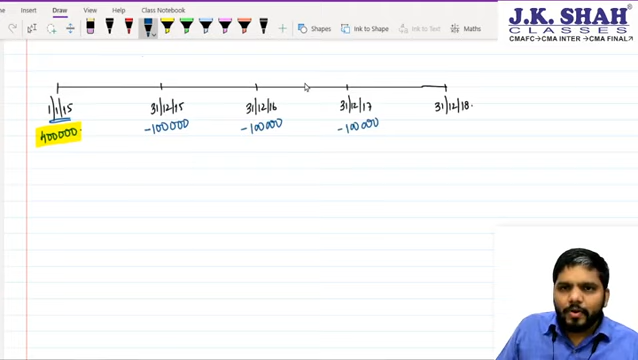 File Home Insert Draw View Help Class Notebook
Shapes Ink to Shape Ink to Text Maths
J.K. SHAH
CLASSES
CMAFC→CMA INTER→CMA FINAL
1/1/15 31/12/15 31/12/16 31/12/17 31/12/18.
400000. -100000 -100000 -100000